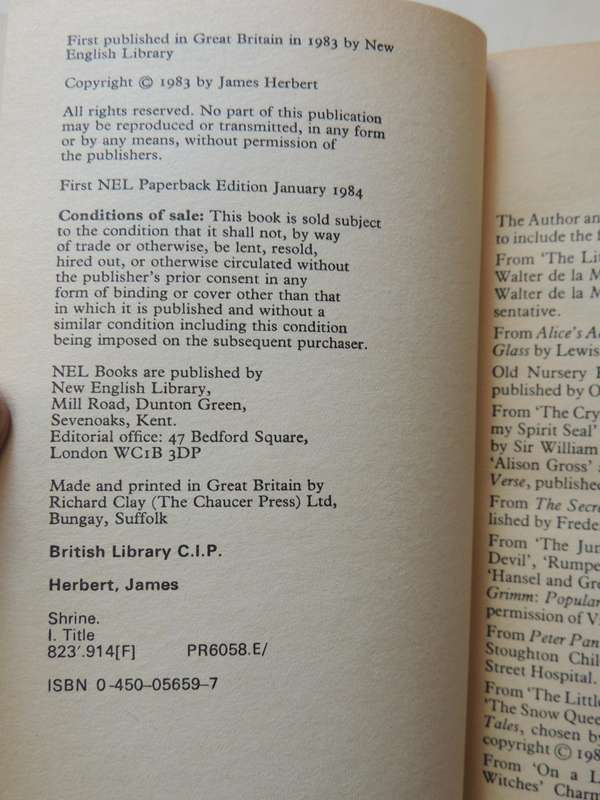 First published in Great Britain in 1983 by New
English Library
Copyright © 1983 by James Herbert
All rights reserved. No part of this publication
may be reproduced or transmitted, in any form
or by any means, without permission of
the publishers.
First NEL Paperback Edition January 1984
Conditions of sale: This book is sold subject
to the condition that it shall not, by way
of trade or otherwise, be lent, resold,
hired out, or otherwise circulated without
the publisher's prior consent in any
form of binding or cover other than that
in which it is published and without a
similar condition including this condition
being imposed on the subsequent purchaser.
NEL Books are published by
New English Library,
Mill Road, Dunton Green,
Sevenoaks, Kent.
Editorial office: 47 Bedford Square,
London WC1B 3DP
Made and printed in Great Britain by
Richard Clay (The Chaucer Press) Ltd,
Bungay, Suffolk
British Library C.I.P.
Herbert, James
Shrine.
I. Title
823'.914[F] PR6058.E/
ISBN 0-450-05659-7
The Author an
to include the f
From 'The Lit
Walter de la M
Walter de la M
sentative.
From Alice's Ad
Glass by Lewis
Old Nursery R
published by O
From 'The Cry
my Spirit Seal'
by Sir William
'Alison Gross'
Verse, published
From The Secre
lished by Frede
From 'The Jun
Devil', 'Rumpe
'Hansel and Gre
Grimm: Popular
permission of V
From Peter Pan
Stoughton Chil
Street Hospital.
From 'The Little
'The Snow Quee
Tales, chosen by
copyright © 198
From 'On a L
Witches' Charm